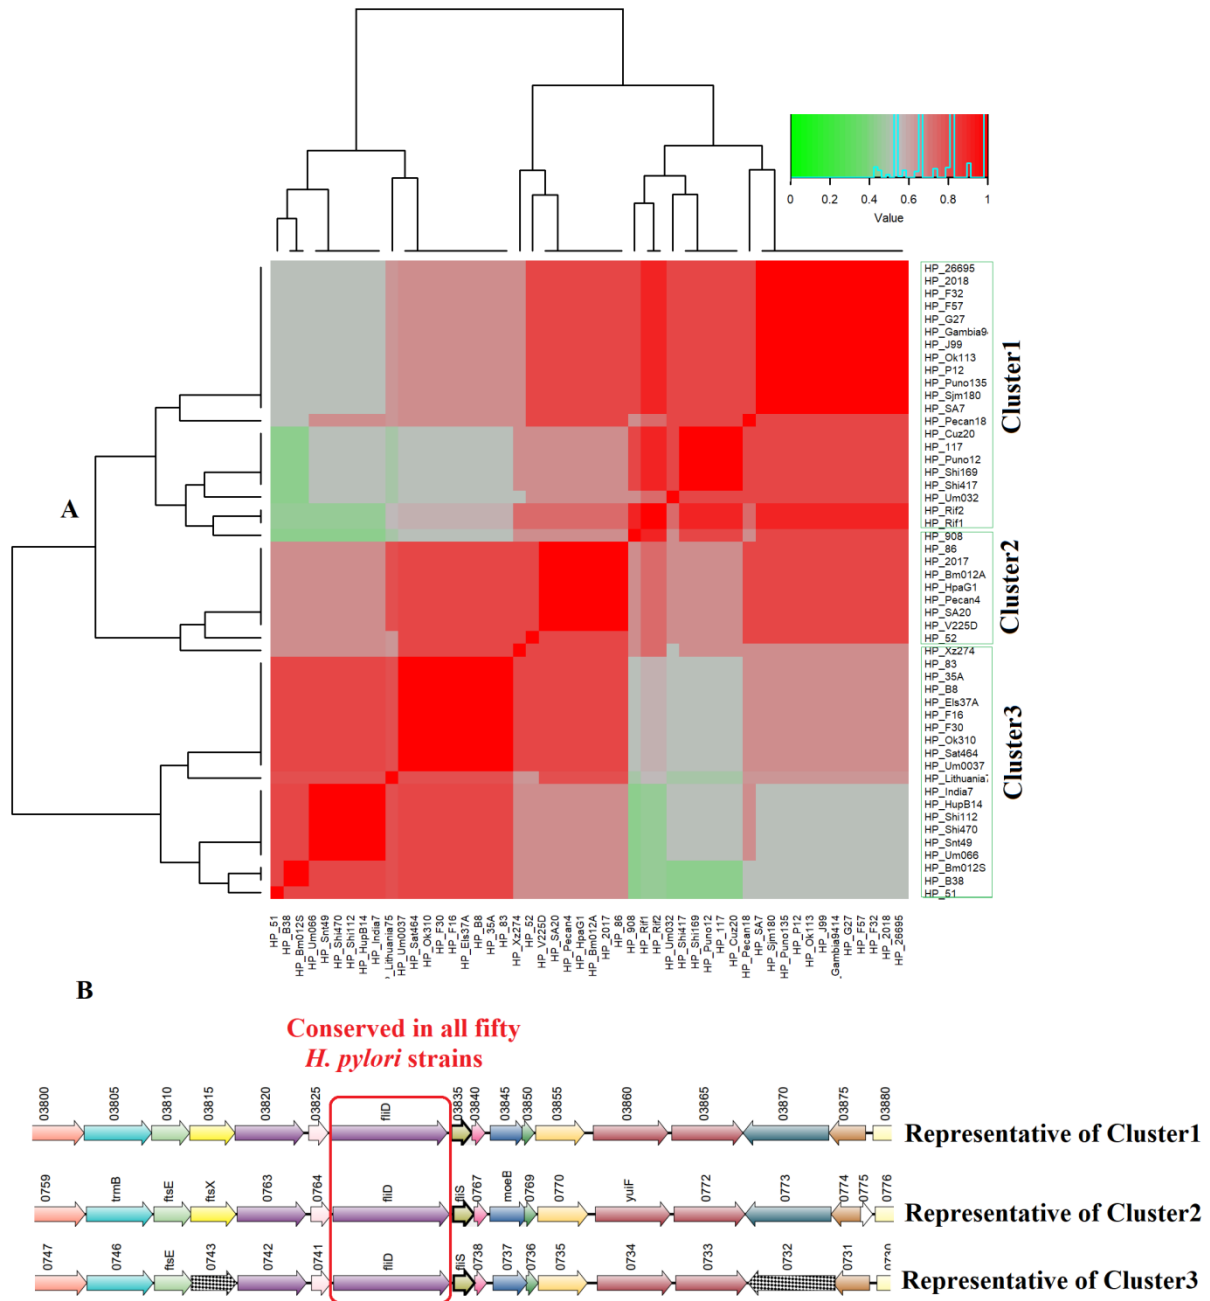 0 0.2 0.4 0.6 0.8 1
Value
HP_26695
HP_2018
HP_F32
HP_F57
HP_G27
HP_Gambia9
HP_J99
HP_Ok113
HP_P12
HP_Puno135
HP_Sjm180
HP_SA7
HP_Pecan18
HP_Cuz20
HP_117
HP_Puno12
HP_Shi169
HP_Shi417
HP_Um032
HP_Rif2
HP_Rif1
HP_908
HP_86
HP_2017
HP_Bm012A
HP_HpaG1
HP_Pecan4
HP_SA20
HP_V225D
HP_52
HP_Xz274
HP_83
HP_35A
HP_B8
HP_Els37A
HP_F16
HP_F30
HP_Ok310
HP_Sat464
HP_Um0037
HP_Lithuania7
HP_India7
HP_HupB14
HP_Shi112
HP_Shi470
HP_Snt49
HP_Um066
HP_Bm012S
HP_B38
HP_51
Cluster1
Cluster2
Cluster3
A
HP_51
HP_B38
HP_Bm012S
HP_Um066
HP_Snt49
HP_Shi470
HP_Shi112
HP_HupB14
HP_India7
P_Lithuania75
HP_Um0037
HP_Sat464
HP_Ok310
HP_F30
HP_F16
HP_Els37A
HP_B8
HP_35A
HP_83
HP_Xz274
HP_52
HP_V225D
HP_SA20
HP_Pecan4
HP_HpaG1
HP_Bm012A
HP_2017
HP_86
HP_908
HP_Rif1
HP_Rif2
HP_Um032
HP_Shi417
HP_Shi169
HP_Puno12
HP_117
HP_Cuz20
HP_Pecan18
HP_SA7
HP_Sjm180
HP_Puno135
HP_P12
HP_Ok113
HP_J99
_Gambia9414
HP_G27
HP_F57
HP_F32
HP_2018
HP_26695
B
Conserved in all fifty
H. pylori strains
03800 03805 03810 03815 03820 03825 fliD 03835 03840 03845 03850 03855 03860 03865 03870 03875 03880
Representative of Cluster1
0759 trmB ftsE ftsX 0763 0764 fliD fliS 0767 moeB 0769 0770 yuiF 0772 0773 0774 0775 0776
Representative of Cluster2
0747 0746 ftsE 0743 0742 0741 fliD fliS 0738 0737 0736 0735 0734 0733 0732 0731
Representative of Cluster3